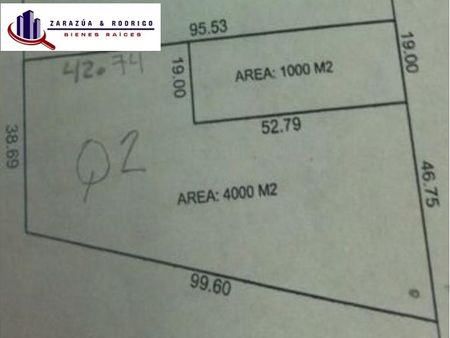 ZARAZÚA & RODRIGO
BIENES RAÍCES
95.53
42.74
19.00
19.00
AREA: 1000 M2
38.69
52.79
Q2
46.75
AREA: 4000 M2
99.60